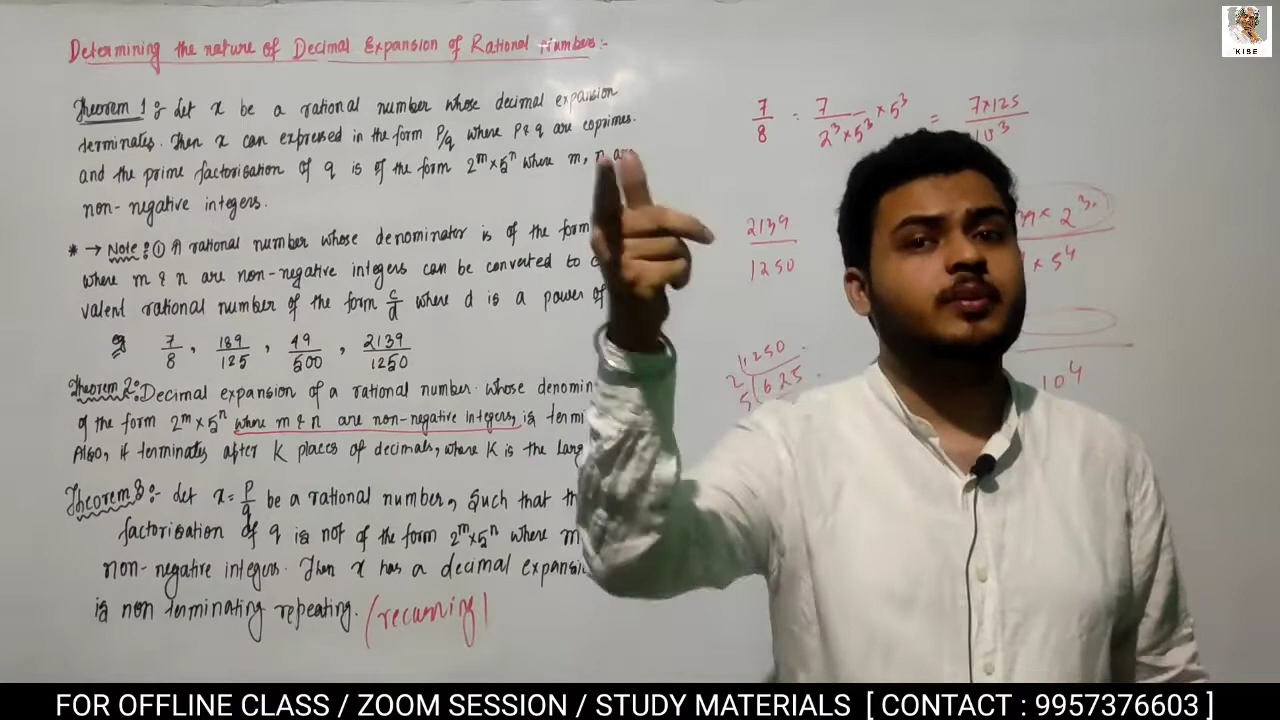 Determining the nature of Decimal Expansion of Rational Numbers:-
Theorem 1 :- Let x be a rational number whose decimal expansion
terminates. Then x can expressed in the form P/q where P & q are coprimes.
and the prime factorisation of q is of the form 2^m × 5^n where m, n are
non-negative integers.
* → Note: ① A rational number whose denominator is of the form
where m & n are non-negative integers can be converted to
valent rational number of the form c/d where d is a power of
eg 7/8 , 189/125 , 49/500 , 2139/1250
Theorem 2: Decimal expansion of a rational number whose denomin
of the form 2^m × 5^n where m & n are non-negative integers, is termi
Also, it terminates after K places of decimals, where K is the larg
Theorem 3:- Let x = P/q be a rational number, Such that th
factorisation of q is not of the form 2^m × 5^n where m
non-negative integers. Then x has a decimal expansi
is non terminating repeating. (recurring)
7/8 = 7/2^3 × 5^3 × 5^3 = 7×125/10^3
2139/1250
39 × 2^3
× 5^4
10^4
1250
2 625
5
KISE
FOR OFFLINE CLASS / ZOOM SESSION / STUDY MATERIALS [ CONTACT : 9957376603 ]